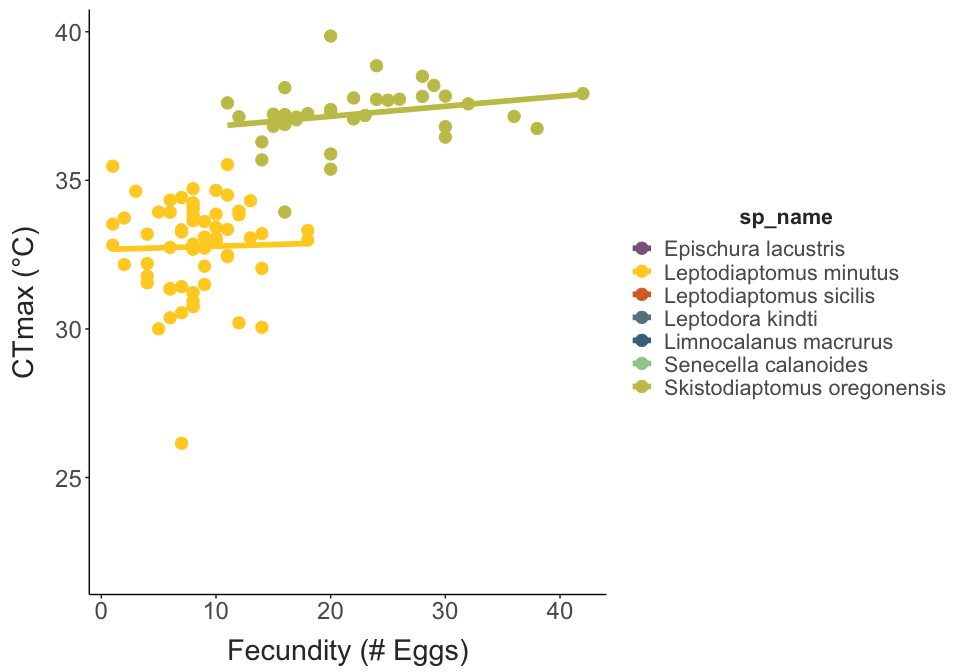 40
35
30
25
CTmax (°C)
0 10 20 30 40
Fecundity (# Eggs)
sp_name
Epischura lacustris
Leptodiaptomus minutus
Leptodiaptomus sicilis
Leptodora kindti
Limnocalanus macrurus
Senecella calanoides
Skistodiaptomus oregonensis